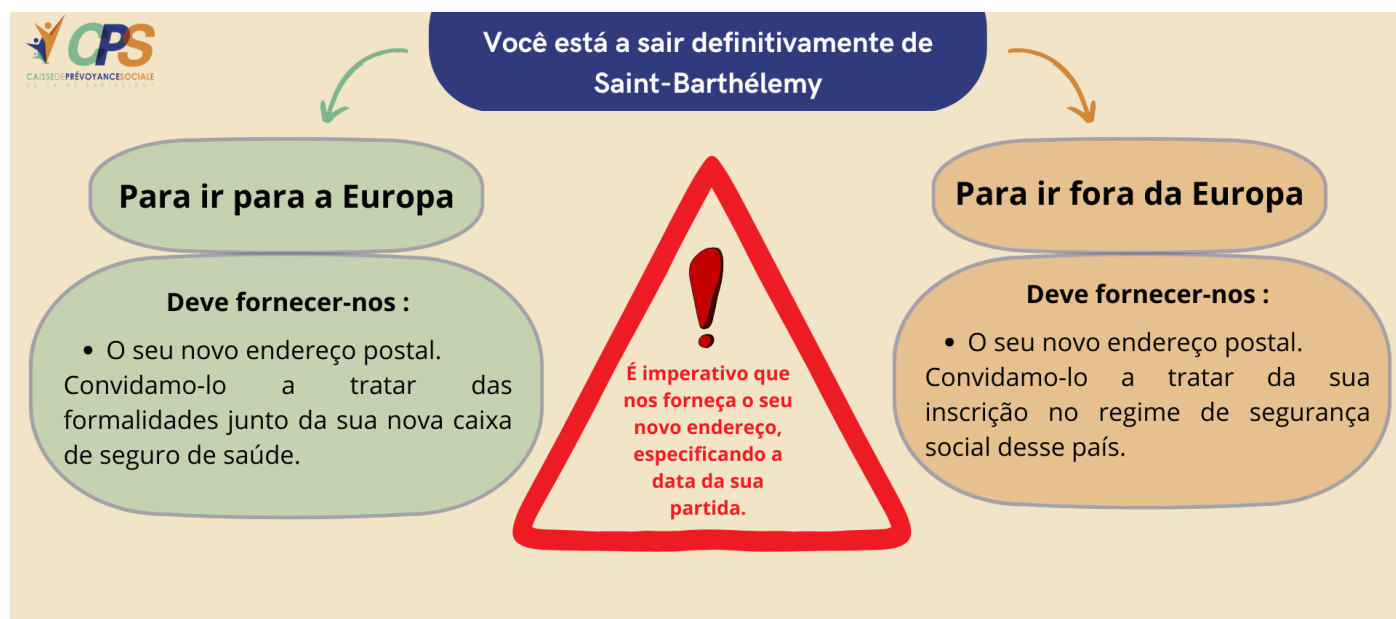 CPS
CAISSEDEPRÉVOYANCESOCIALE
DE SAINT-BARTHÉLEMY
Você está a sair definitivamente de
Saint-Barthélemy
Para ir para a Europa
Deve fornecer-nos :
• O seu novo endereço postal.
Convidamo-lo a tratar das
formalidades junto da sua nova caixa
de seguro de saúde.
É imperativo que
nos forneça o seu
novo endereço,
especificando a
data da sua
partida.
Para ir fora da Europa
Deve fornecer-nos :
• O seu novo endereço postal.
Convidamo-lo a tratar da sua
inscrição no regime de segurança
social desse país.